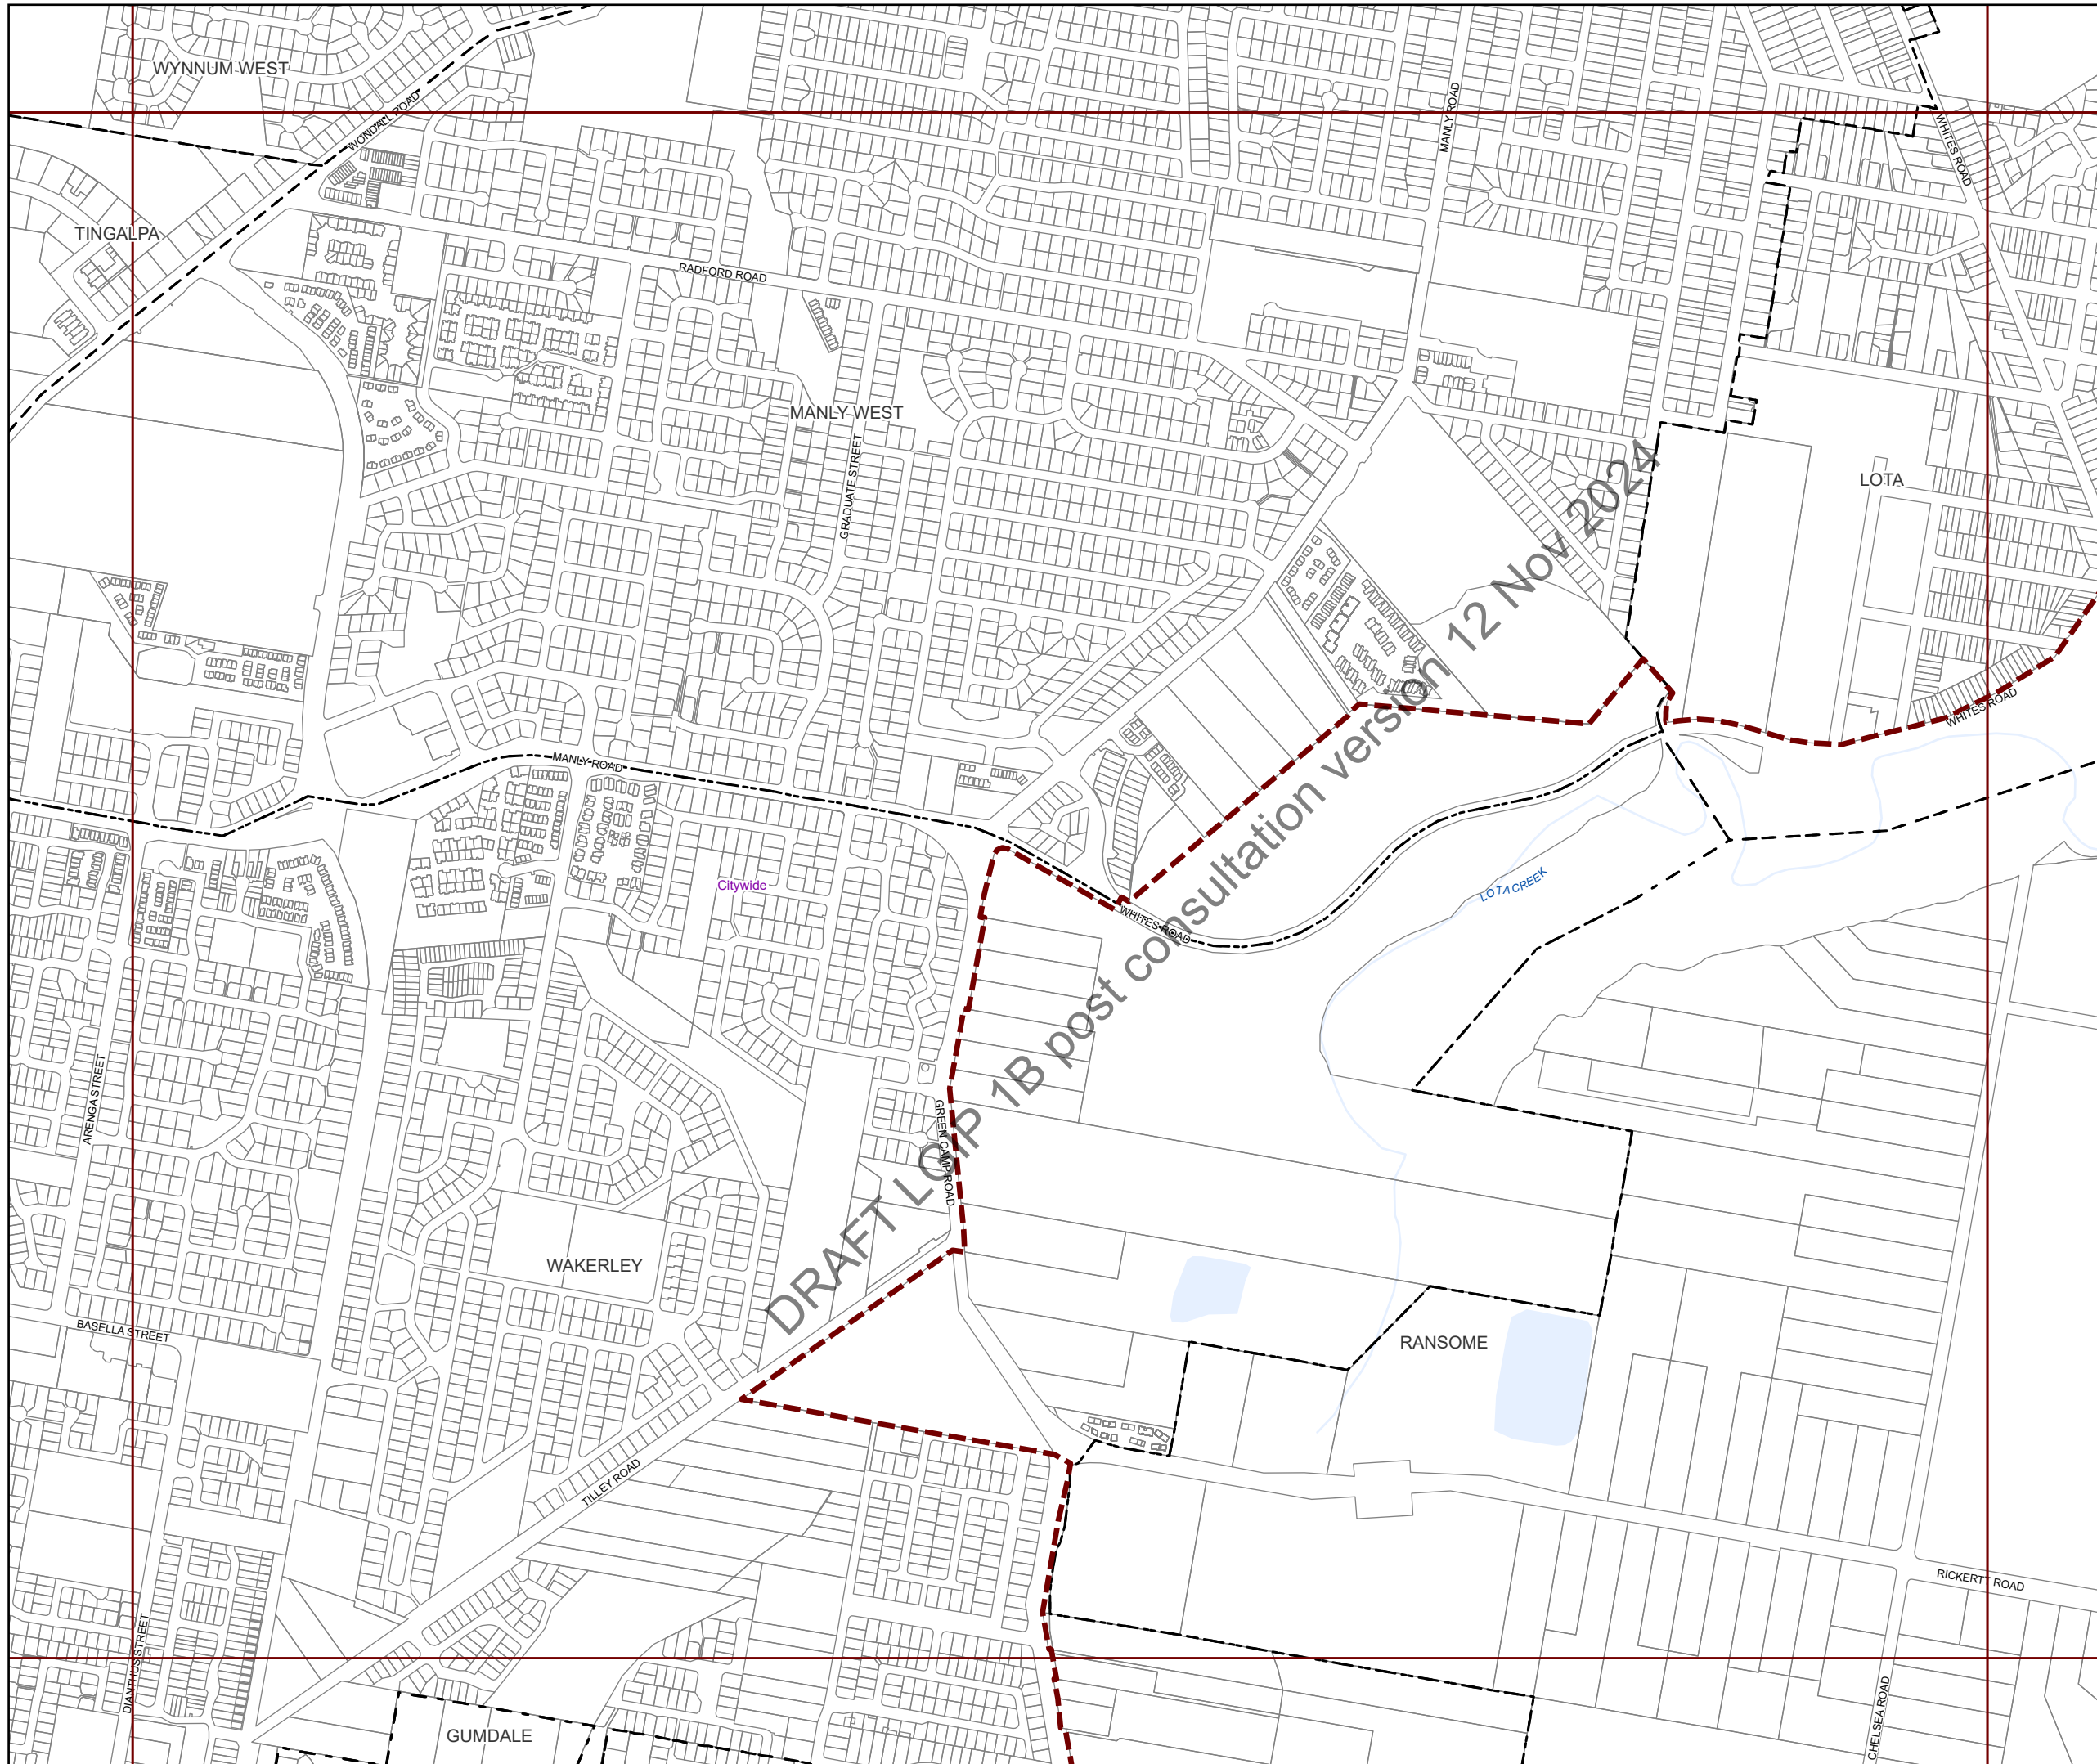 WYNNUM WEST
WONDALL ROAD
MANLY ROAD
WHITES ROAD
TINGALPA
RADFORD ROAD
MANLY WEST
GRADUATE STREET
LOTA
WHITES ROAD
MANLY ROAD
Citywide
LOTA CREEK
WHITES ROAD
DRAFT LGIP 1B post consultation version 12 Nov 2024
ARENGA STREET
GREEN CAMP ROAD
WAKERLEY
BASELLA STREET
RANSOME
TILLEY ROAD
RICKERTT ROAD
DIANTHUS STREET
CHELSEA ROAD
GUMDALE